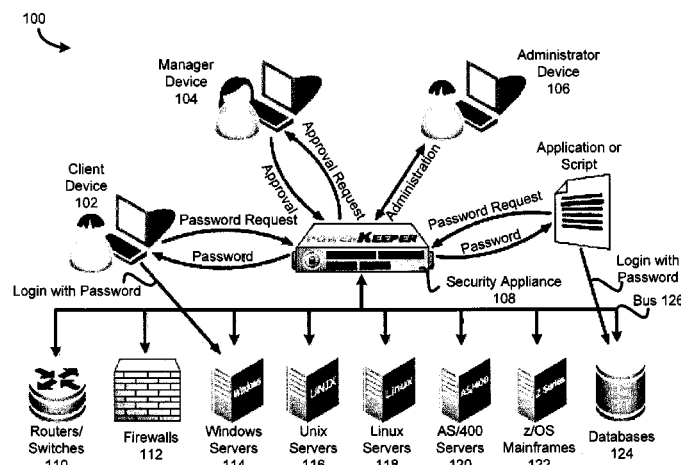 100
Manager
Device
104
Administrator
Device
106
Client
Device
102
Application or
Script
Approval Request
Approval
Administration
Password Request
Password
Password Request
Password
POWERKEEPER
Login with Password
Security Appliance
108
Login with
Password
Bus 126
Windows
UNIX
Linux
AS/400
Z Series
Routers/
Switches
110
Firewalls
112
Windows
Servers
114
Unix
Servers
116
Linux
Servers
118
AS/400
Servers
120
z/OS
Mainframes
122
Databases
124